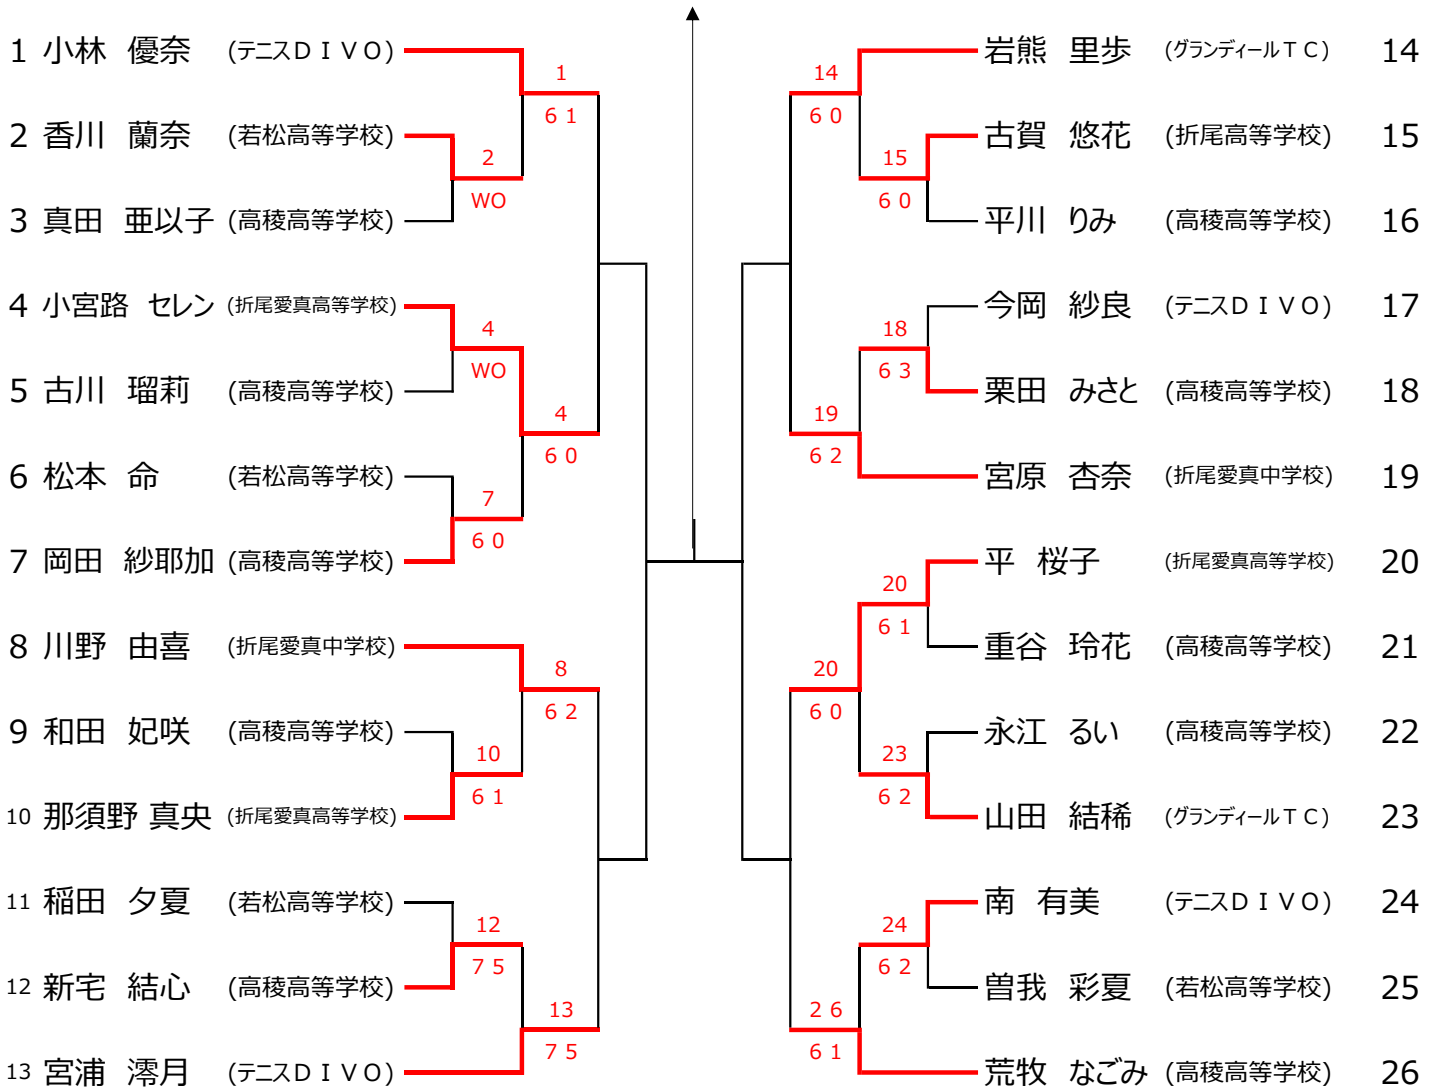 1 小林 優奈 (テニスＤＩＶＯ)
1
6 1
2 香川 蘭奈 (若松高等学校)
2
WO
3 真田 亜以子 (高稜高等学校)
4 小宮路 セレン (折尾愛真高等学校)
4
WO
5 古川 瑠莉 (高稜高等学校)
4
6 0
6 松本 命 (若松高等学校)
7
6 0
7 岡田 紗耶加 (高稜高等学校)
8 川野 由喜 (折尾愛真中学校)
8
6 2
9 和田 妃咲 (高稜高等学校)
10
6 1
10 那須野 真央 (折尾愛真高等学校)
11 稲田 夕夏 (若松高等学校)
12
7 5
12 新宅 結心 (高稜高等学校)
13
7 5
13 宮浦 澪月 (テニスＤＩＶＯ)
岩熊 里歩 (グランディールＴＣ) 14
14
6 0
古賀 悠花 (折尾高等学校) 15
15
6 0
平川 りみ (高稜高等学校) 16
今岡 紗良 (テニスＤＩＶＯ) 17
18
6 3
栗田 みさと (高稜高等学校) 18
19
6 2
宮原 杏奈 (折尾愛真中学校) 19
平 桜子 (折尾愛真高等学校) 20
20
6 1
重谷 玲花 (高稜高等学校) 21
20
6 0
永江 るい (高稜高等学校) 22
23
6 2
山田 結稀 (グランディールＴＣ) 23
南 有美 (テニスＤＩＶＯ) 24
24
6 2
曽我 彩夏 (若松高等学校) 25
2 6
6 1
荒牧 なごみ (高稜高等学校) 26